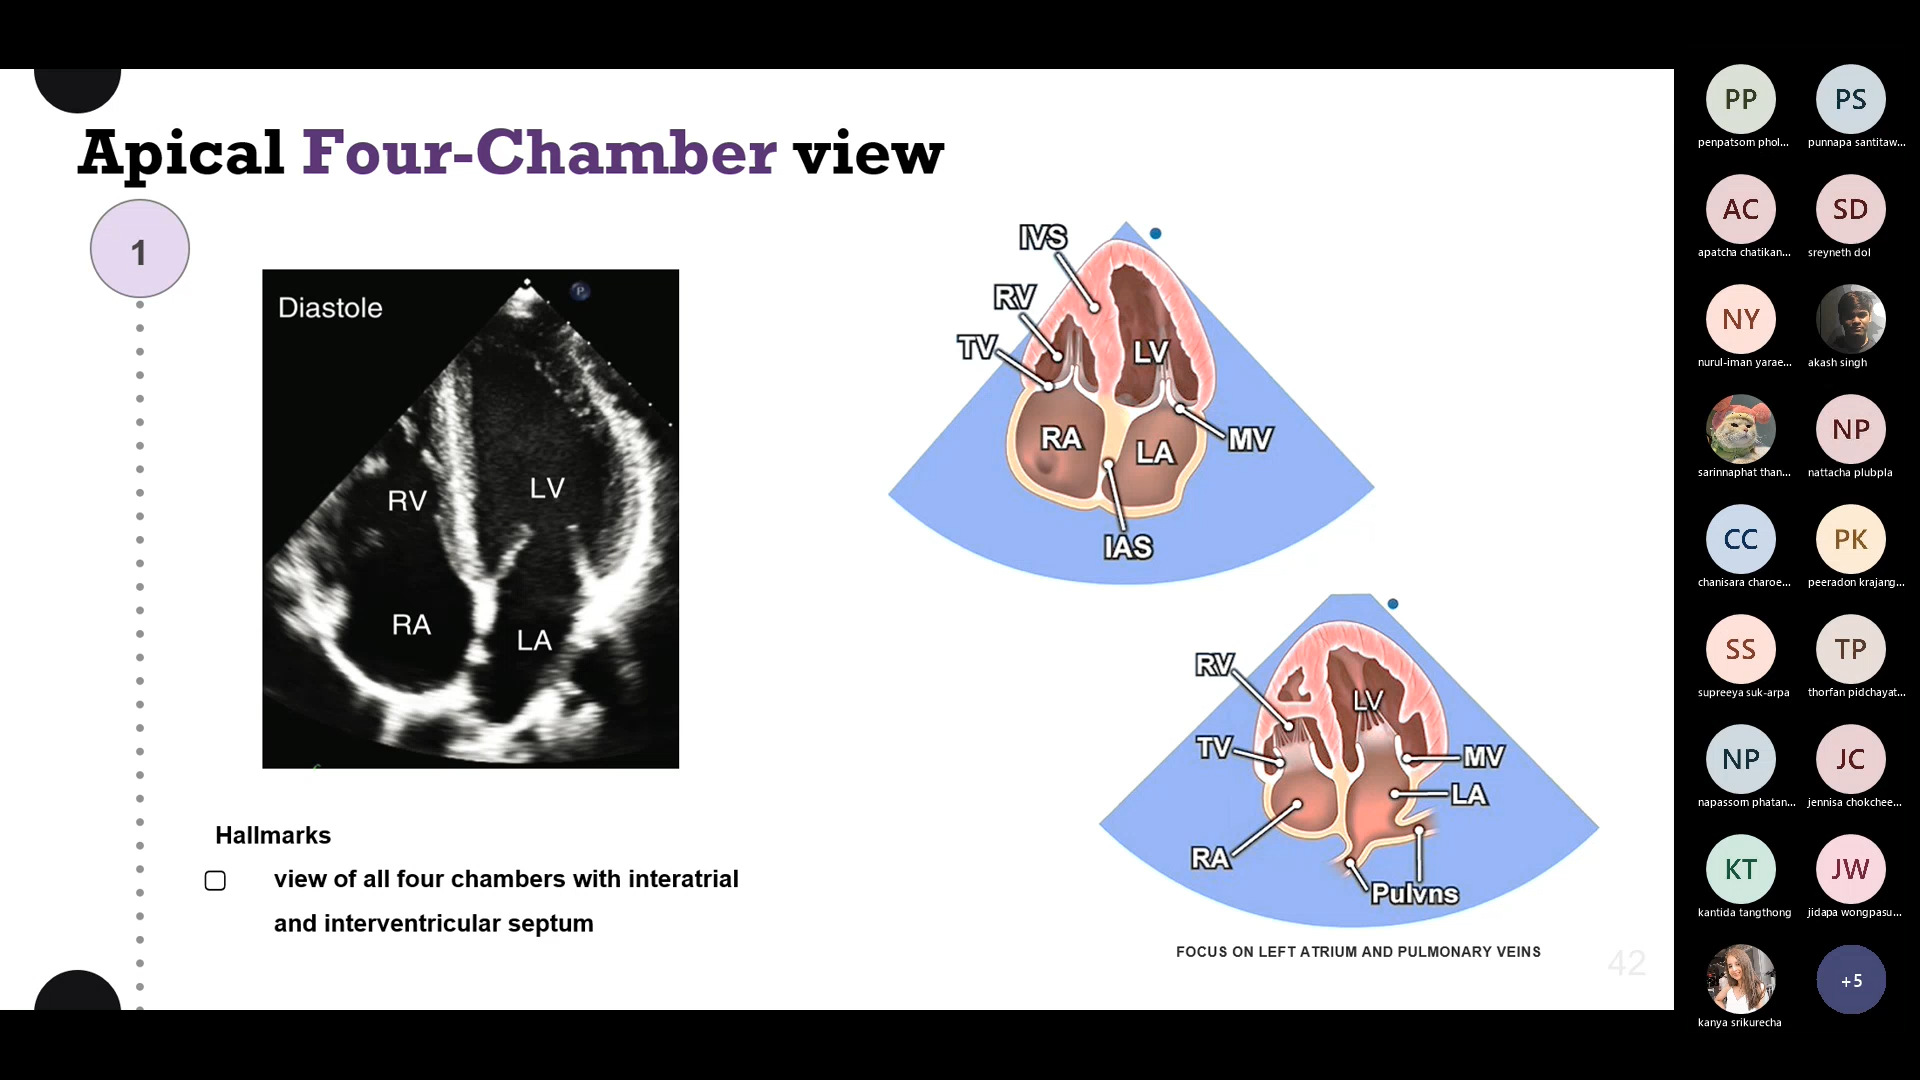 Apical Four-Chamber view
1
Diastole
P
RV
LV
RA
LA
Hallmarks
view of all four chambers with interatrial
and interventricular septum
IVS
RV
TV
LV
RA
LA
MV
IAS
RV
LV
TV
MV
LA
RA
Pulvns
FOCUS ON LEFT ATRIUM AND PULMONARY VEINS
42
PP
penpatsorn phol...
PS
punnapa santitaw...
AC
apatcha chatikan...
SD
sreyneth dol
NY
nurul-iman yarae...
akash singh
sarinnaphat than...
NP
nattacha plubpla
CC
chanisara charoe...
PK
peeradon krajang...
SS
supreeya suk-arpa
TP
thorfan pidchayat...
NP
napassorn phatan...
JC
jennisa chokchee...
KT
kantida tangthong
JW
jidapa wongpasu...
kanya srikurecha
+5